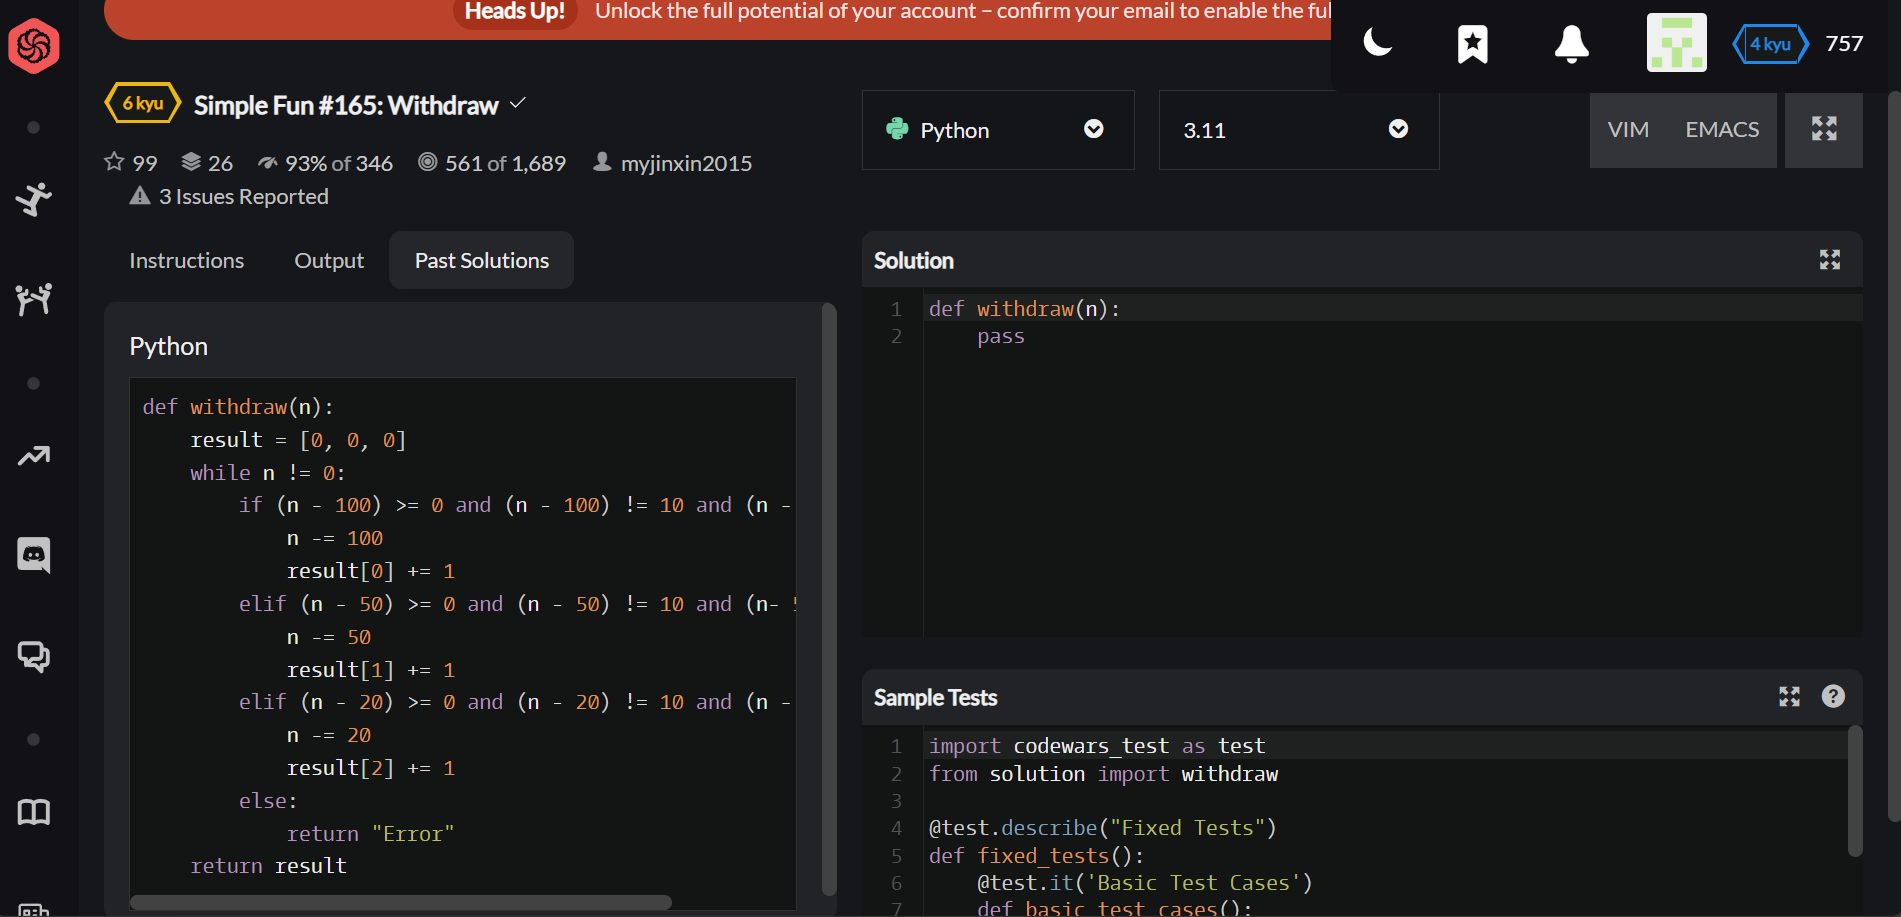 Heads Up! Unlock the full potential of your account – confirm your email to enable the ful
4 kyu 757
6 kyu Simple Fun #165: Withdraw
99 26 93% of 346 561 of 1,689 myjinxin2015
3 Issues Reported
Python 3.11 VIM EMACS
Instructions Output Past Solutions
Python
def withdraw(n):
    result = [0, 0, 0]
    while n != 0:
        if (n - 100) >= 0 and (n - 100) != 10 and (n -
            n -= 100
            result[0] += 1
        elif (n - 50) >= 0 and (n - 50) != 10 and (n-
            n -= 50
            result[1] += 1
        elif (n - 20) >= 0 and (n - 20) != 10 and (n -
            n -= 20
            result[2] += 1
        else:
            return "Error"
    return result
Solution
1 def withdraw(n):
2     pass
Sample Tests
1 import codewars_test as test
2 from solution import withdraw
3
4 @test.describe("Fixed Tests")
5 def fixed_tests():
6     @test.it('Basic Test Cases')
7     def basic_test_cases():